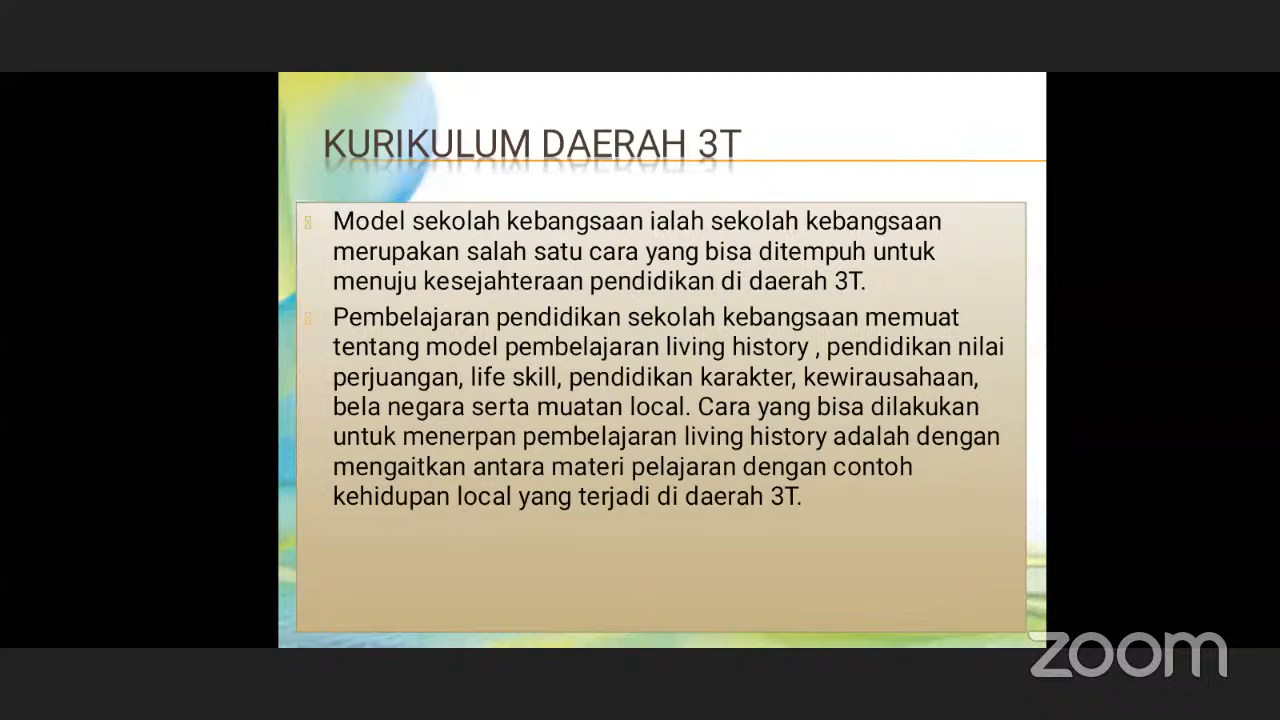 KURIKULUM DAERAH 3T
Model sekolah kebangsaan ialah sekolah kebangsaan
merupakan salah satu cara yang bisa ditempuh untuk
menuju kesejahteraan pendidikan di daerah 3T.
Pembelajaran pendidikan sekolah kebangsaan memuat
tentang model pembelajaran living history , pendidikan nilai
perjuangan, life skill, pendidikan karakter, kewirausahaan,
bela negara serta muatan local. Cara yang bisa dilakukan
untuk menerpan pembelajaran living history adalah dengan
mengaitkan antara materi pelajaran dengan contoh
kehidupan local yang terjadi di daerah 3T.
zoom